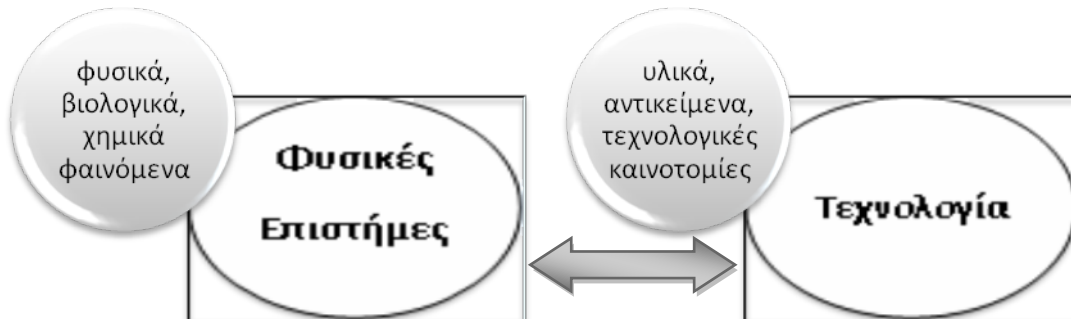 φυσικά,
βιολογικά,
χημικά
φαινόμενα
Φυσικές
Επιστήμες
υλικά,
αντικείμενα,
τεχνολογικές
καινοτομίες
Τεχνολογία